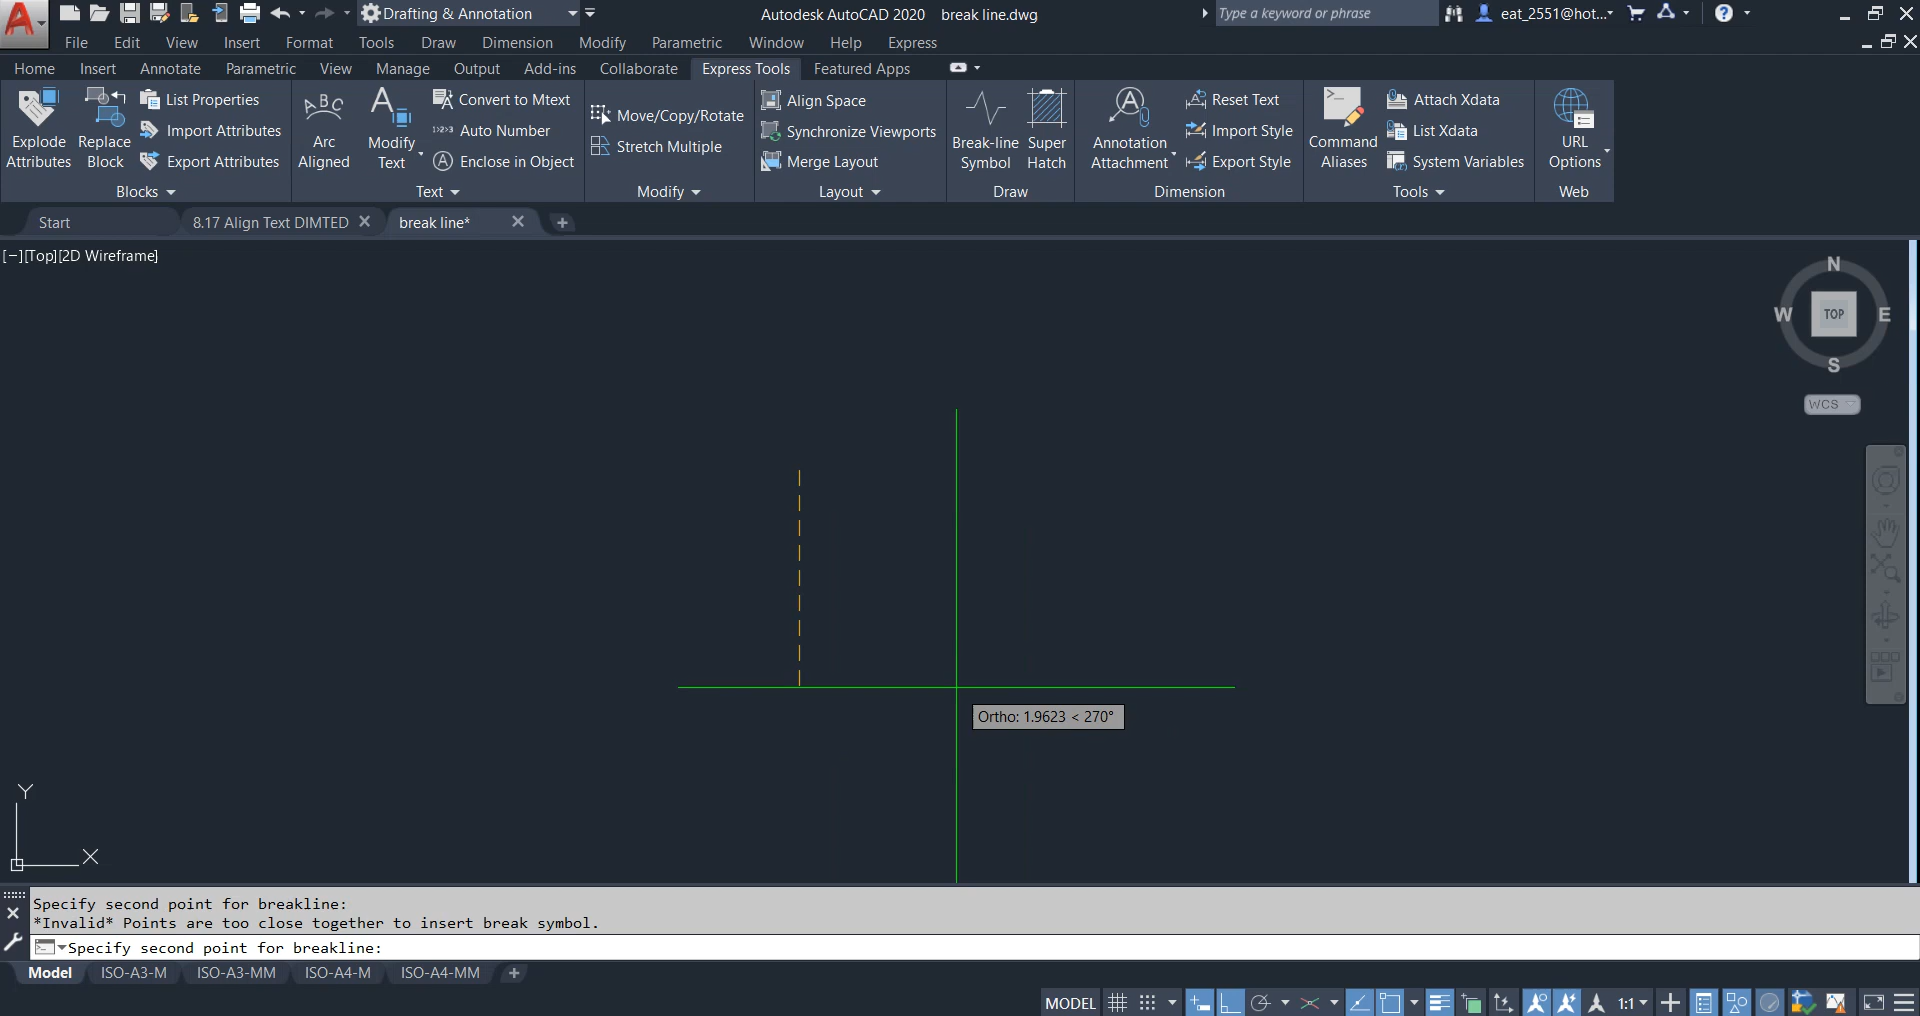 Drafting & Annotation
Autodesk AutoCAD 2020 break line.dwg
Type a keyword or phrase
eat_2551@hot...
File Edit View Insert Format Tools Draw Dimension Modify Parametric Window Help Express
Home Insert Annotate Parametric View Manage Output Add-ins Collaborate Express Tools Featured Apps
Explode Attributes
Replace Block
List Properties
Import Attributes
Export Attributes
Blocks
Arc Aligned
Modify Text
Convert to Mtext
Auto Number
Enclose in Object
Text
Move/Copy/Rotate
Stretch Multiple
Modify
Align Space
Synchronize Viewports
Merge Layout
Layout
Break-line Symbol
Super Hatch
Draw
Annotation Attachment
Reset Text
Import Style
Export Style
Dimension
Command Aliases
Attach Xdata
List Xdata
System Variables
Tools
URL Options
Web
Start
8.17 Align Text DIMTED
break line*
[−][Top][2D Wireframe]
N
W TOP E
S
WCS
Ortho: 1.9623 < 270°
Y
X
Specify second point for breakline:
*Invalid* Points are too close together to insert break symbol.
Specify second point for breakline:
Model ISO-A3-M ISO-A3-MM ISO-A4-M ISO-A4-MM
MODEL 1:1